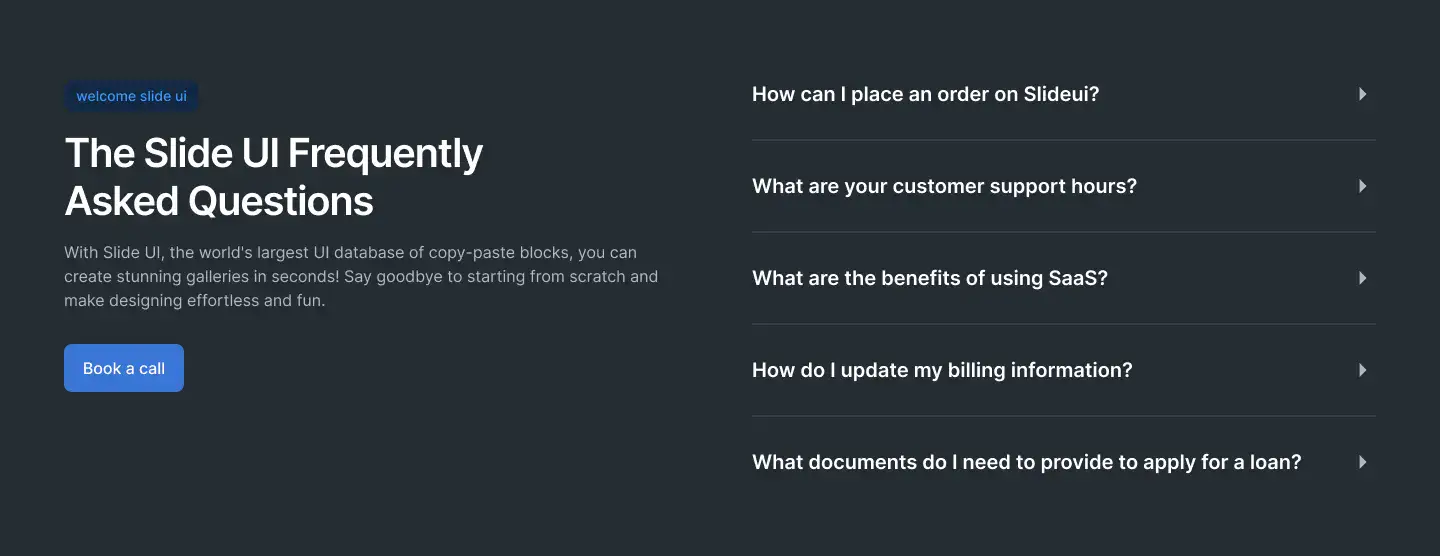 welcome slide ui
The Slide UI Frequently
Asked Questions
With Slide UI, the world's largest UI database of copy-paste blocks, you can
create stunning galleries in seconds! Say goodbye to starting from scratch and
make designing effortless and fun.
Book a call
How can I place an order on Slideui?
What are your customer support hours?
What are the benefits of using SaaS?
How do I update my billing information?
What documents do I need to provide to apply for a loan?